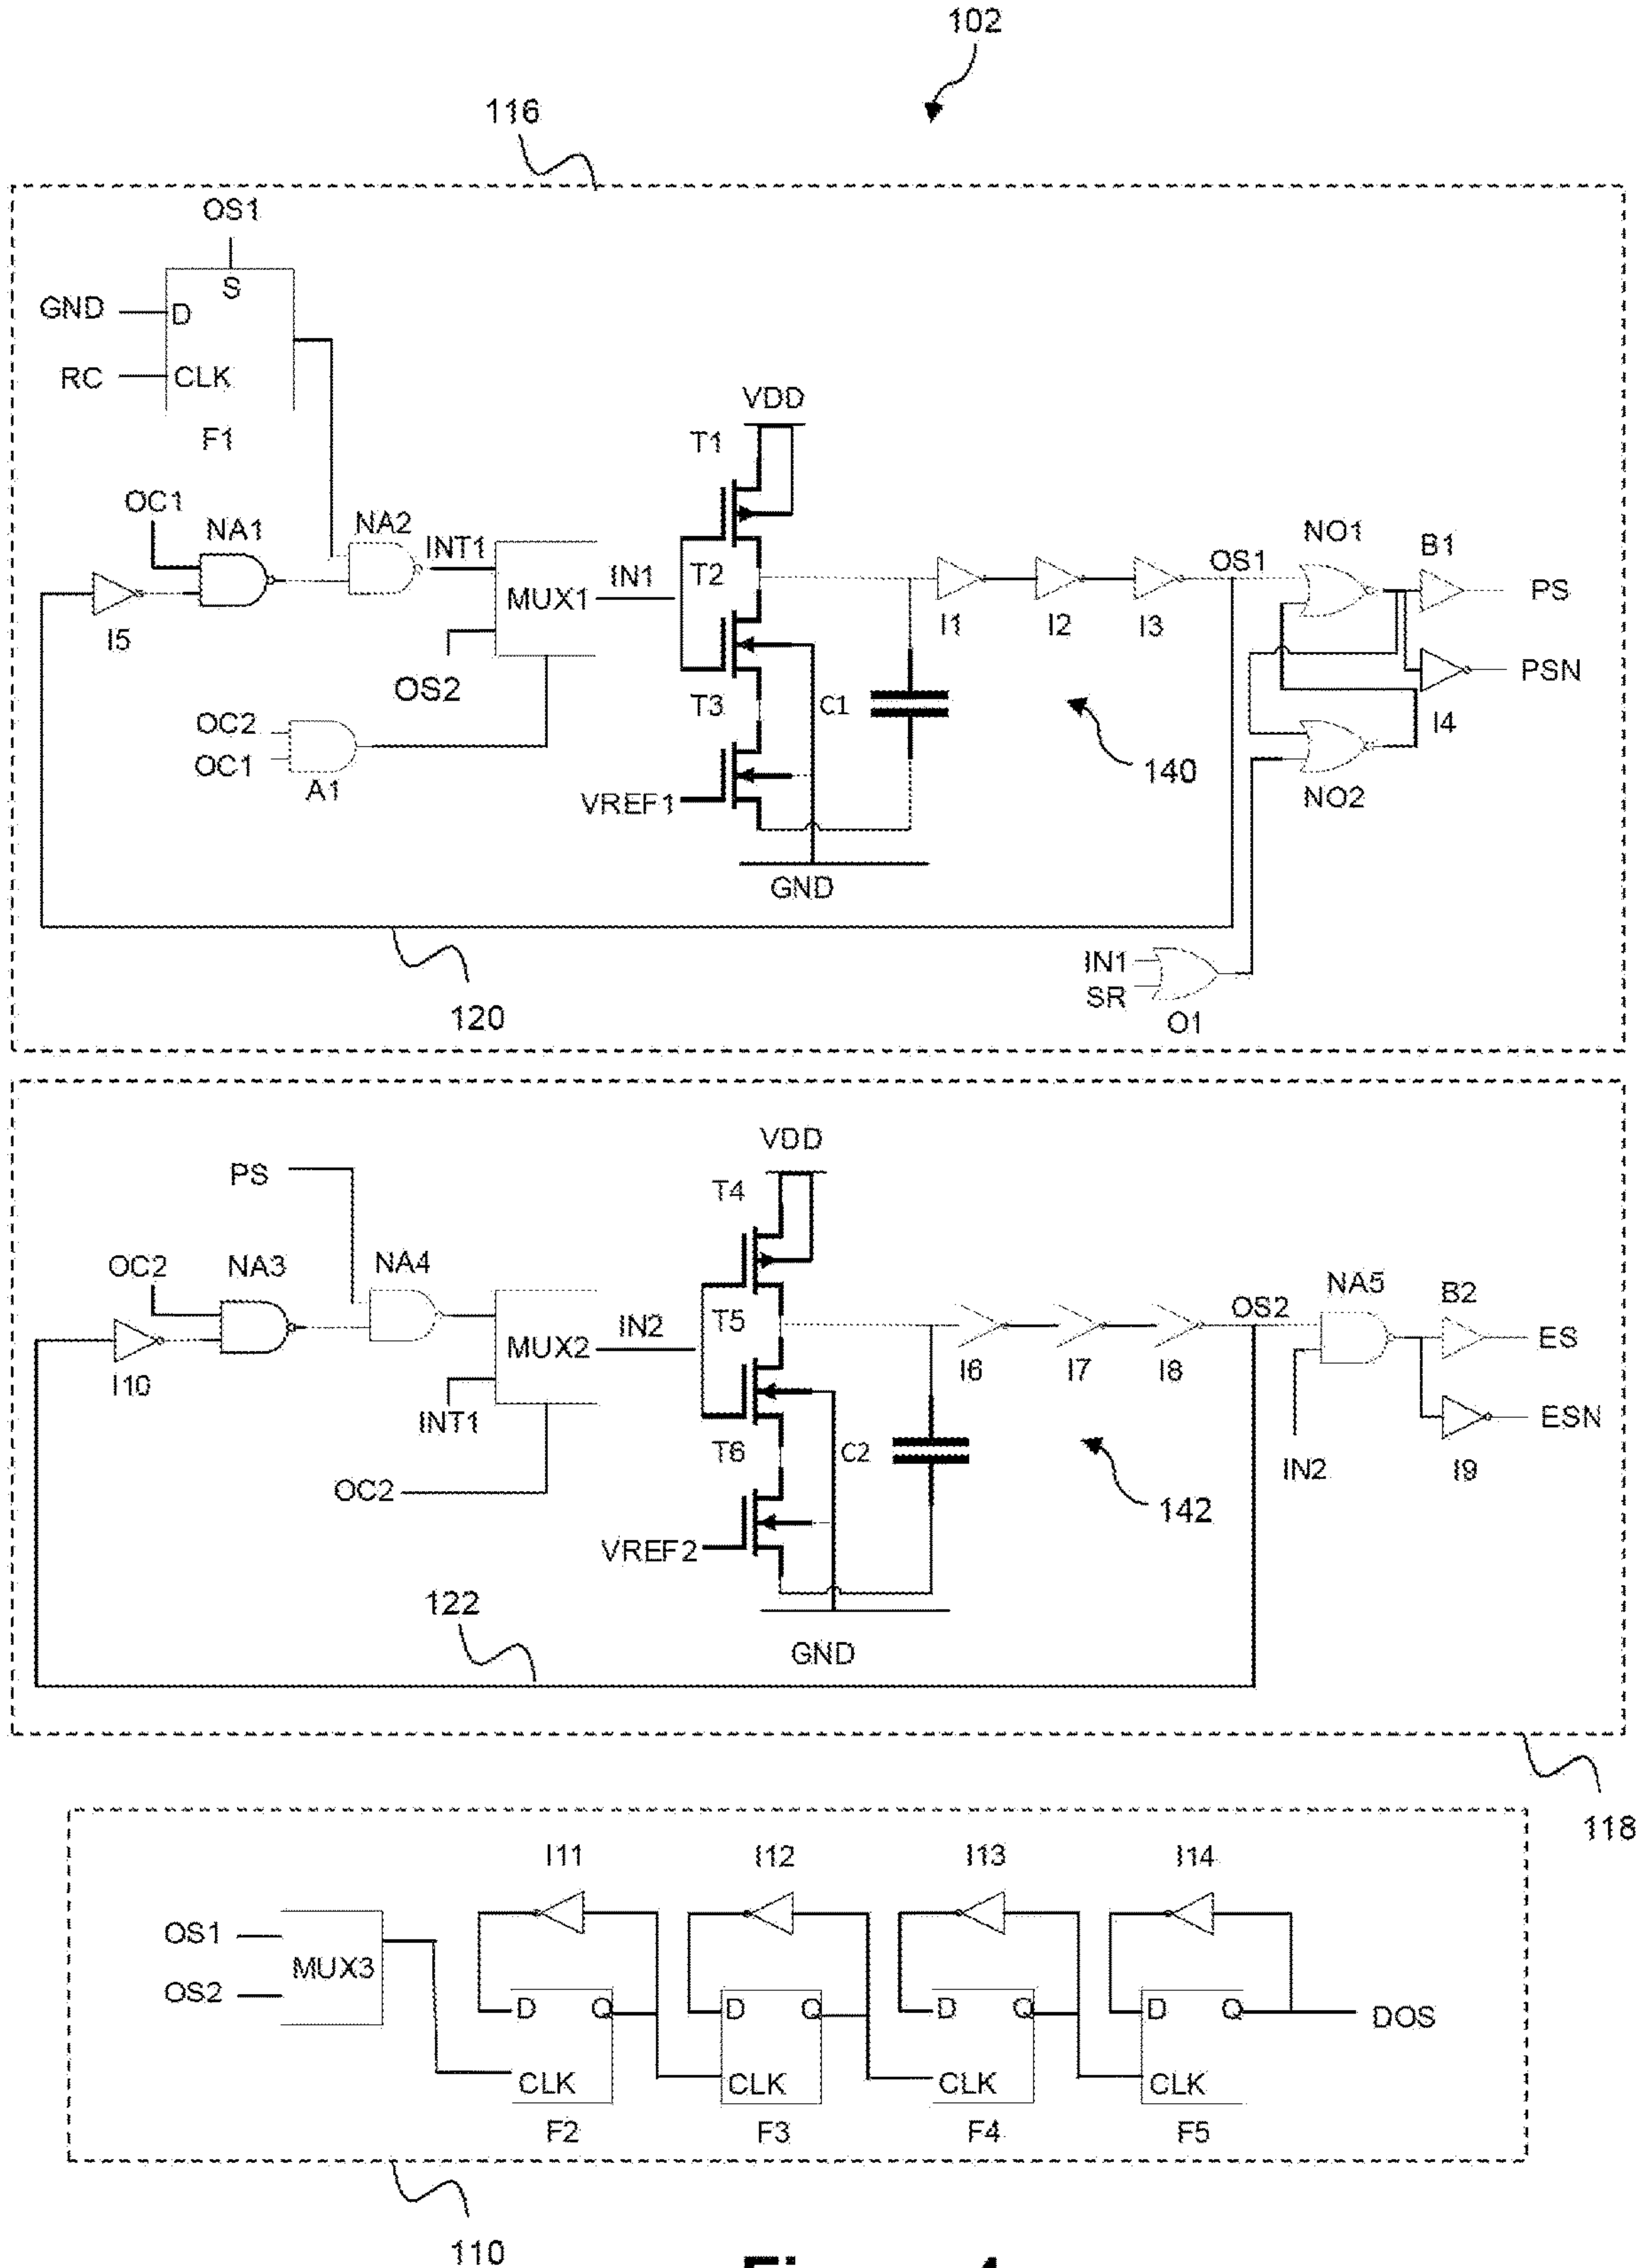 102
116
OS1
S
GND
D
RC
CLK
F1
VDD
T1
OC1
NA1
NA2
INT1
MUX1
IN1
T2
I5
OS2
T3
C1
I1
I2
I3
OS1
NO1
B1
PS
PSN
I4
NO2
OC2
OC1
A1
VREF1
140
GND
IN1
SR
O1
120
VDD
PS
T4
OC2
NA3
NA4
MUX2
IN2
T5
I10
INT1
T6
C2
I6
I7
I8
OS2
NA5
B2
ES
ESN
IN2
I9
OC2
VREF2
142
122
GND
118
I11
I12
I13
I14
OS1
OS2
MUX3
D
Q
CLK
F2
D
Q
CLK
F3
D
Q
CLK
F4
D
Q
CLK
F5
DOS
110